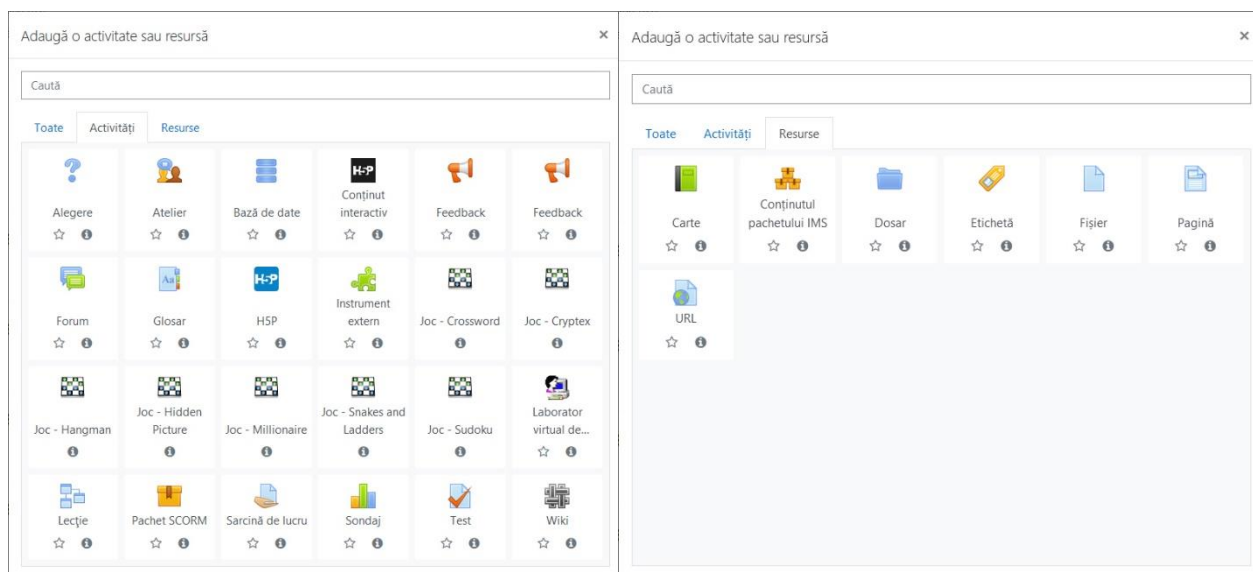 Adaugă o activitate sau resursă ×
Caută
Toate Activități Resurse
Alegere
Atelier
Bază de date
H5P
Conținut
interactiv
Feedback
Feedback
Forum
Glosar
H5P
H5P
Instrument
extern
Joc - Crossword
Joc - Cryptex
Joc - Hangman
Joc - Hidden
Picture
Joc - Millionaire
Joc - Snakes and
Ladders
Joc - Sudoku
Laborator
virtual de...
Lecţie
Pachet SCORM
Sarcină de lucru
Sondaj
Test
Wiki
Adaugă o activitate sau resursă ×
Caută
Toate Activități Resurse
Carte
Conținutul
pachetului IMS
Dosar
Etichetă
Fișier
Pagină
URL